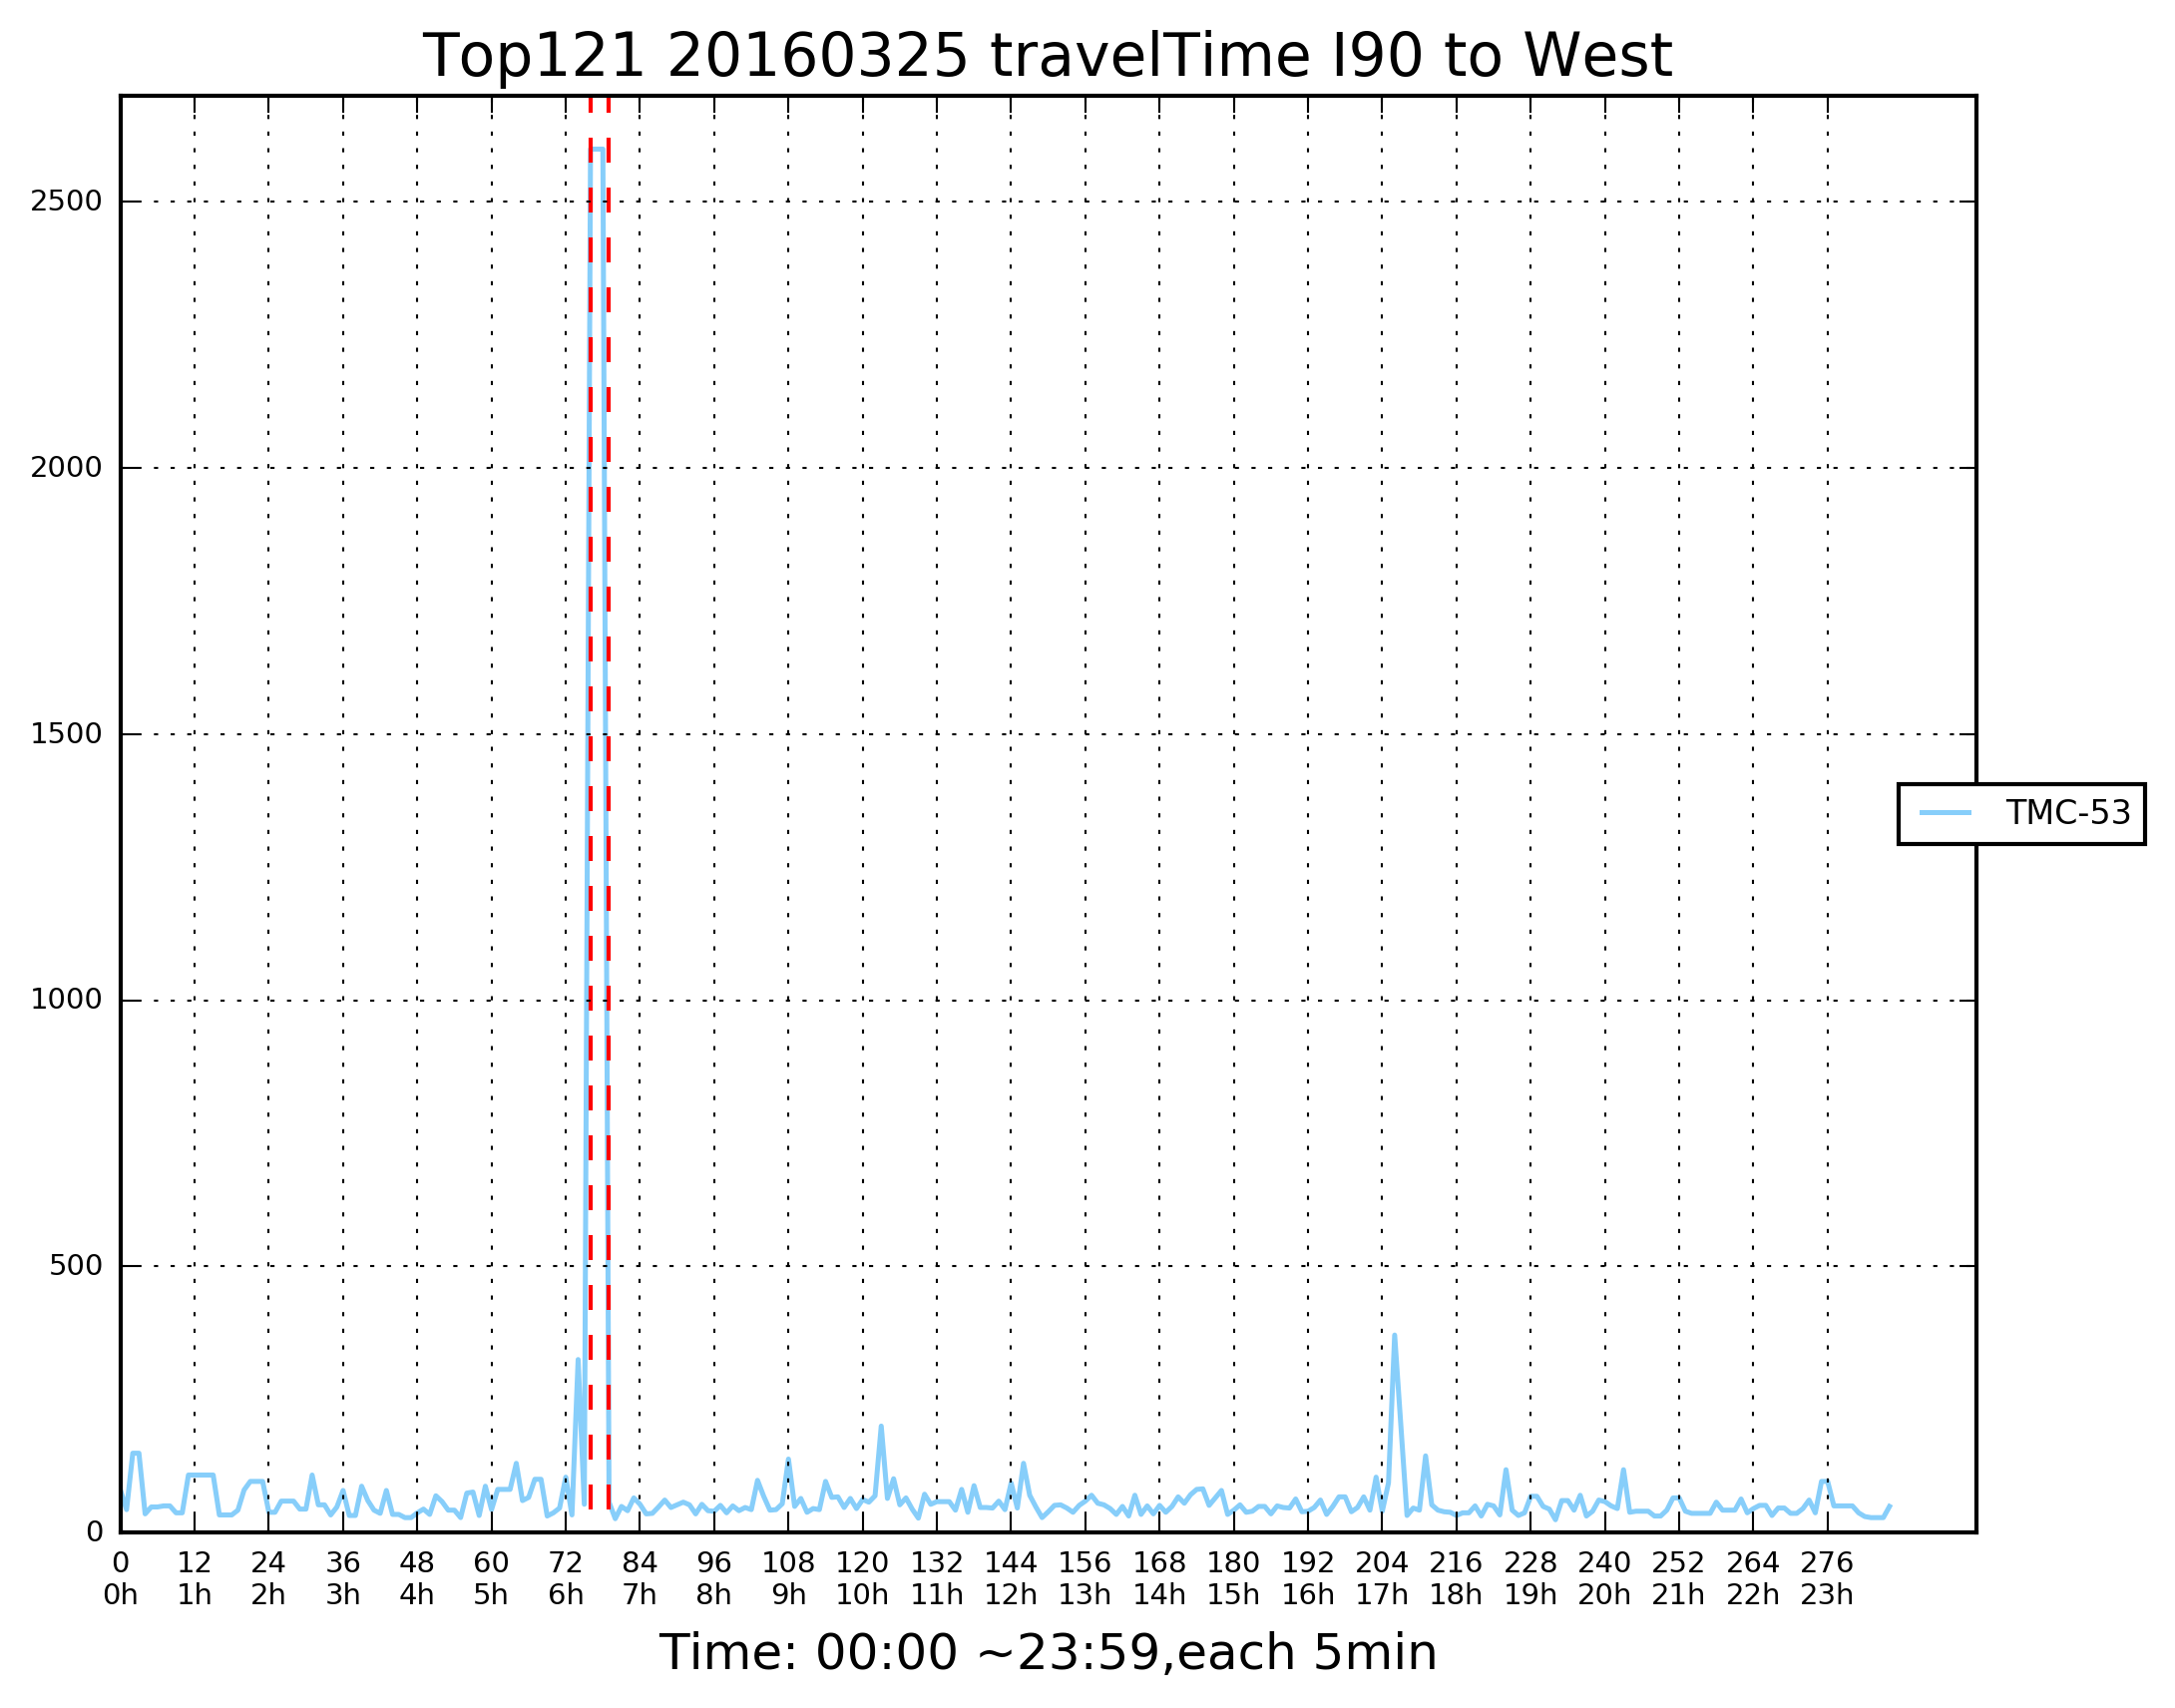 Top121 20160325 travelTime I90 to West
2500
2000
1500
1000
500
0
TMC-53
0 12 24 36 48 60 72 84 96 108 120 132 144 156 168 180 192 204 216 228 240 252 264 276
0h 1h 2h 3h 4h 5h 6h 7h 8h 9h 10h 11h 12h 13h 14h 15h 16h 17h 18h 19h 20h 21h 22h 23h
Time: 00:00 ~23:59,each 5min